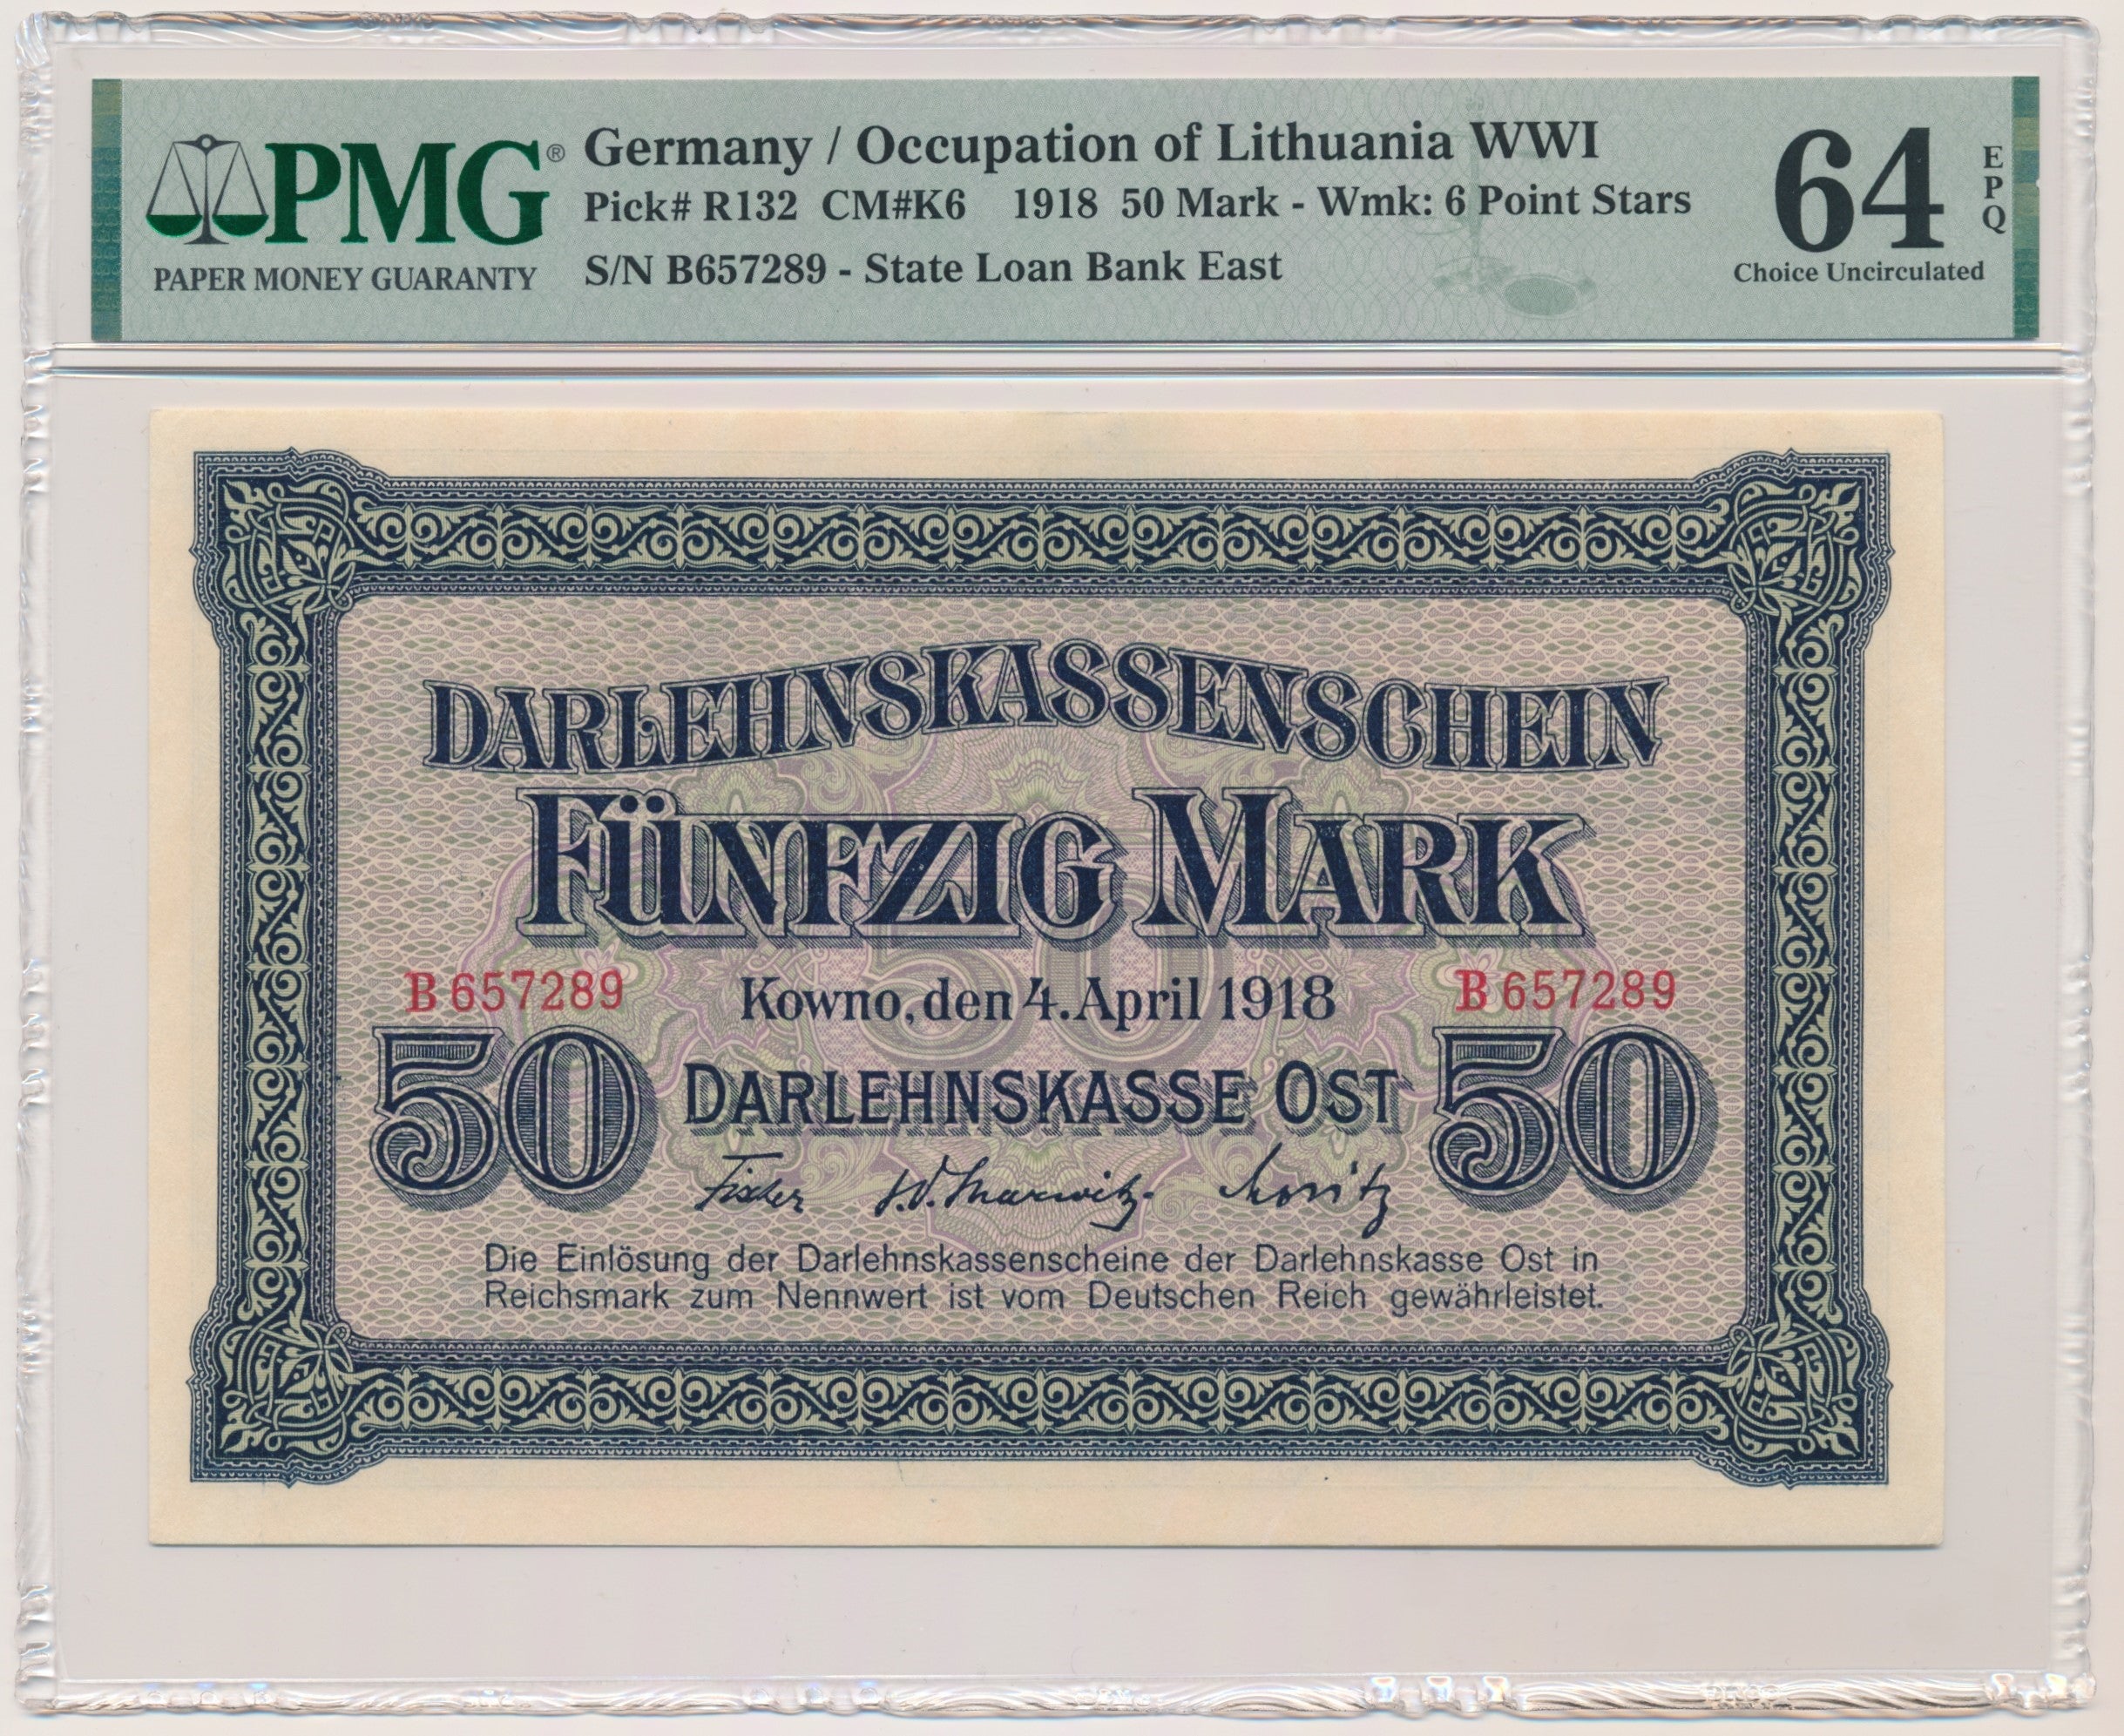 PMG®
PAPER MONEY GUARANTY
Germany / Occupation of Lithuania WWI
Pick# R132 CM#K6 1918 50 Mark - Wmk: 6 Point Stars
S/N B657289 - State Loan Bank East
64
EPQ
Choice Uncirculated
DARLEHNSKASSENSCHEIN
FÜNFZIG MARK
50
B 657289
Kowno, den 4. April 1918
B 657289
50
DARLEHNSKASSE OST
50
Fischer
Moritz
Die Einlösung der Darlehnskassenscheine der Darlehnskasse Ost in
Reichsmark zum Nennwert ist vom Deutschen Reich gewährleistet.